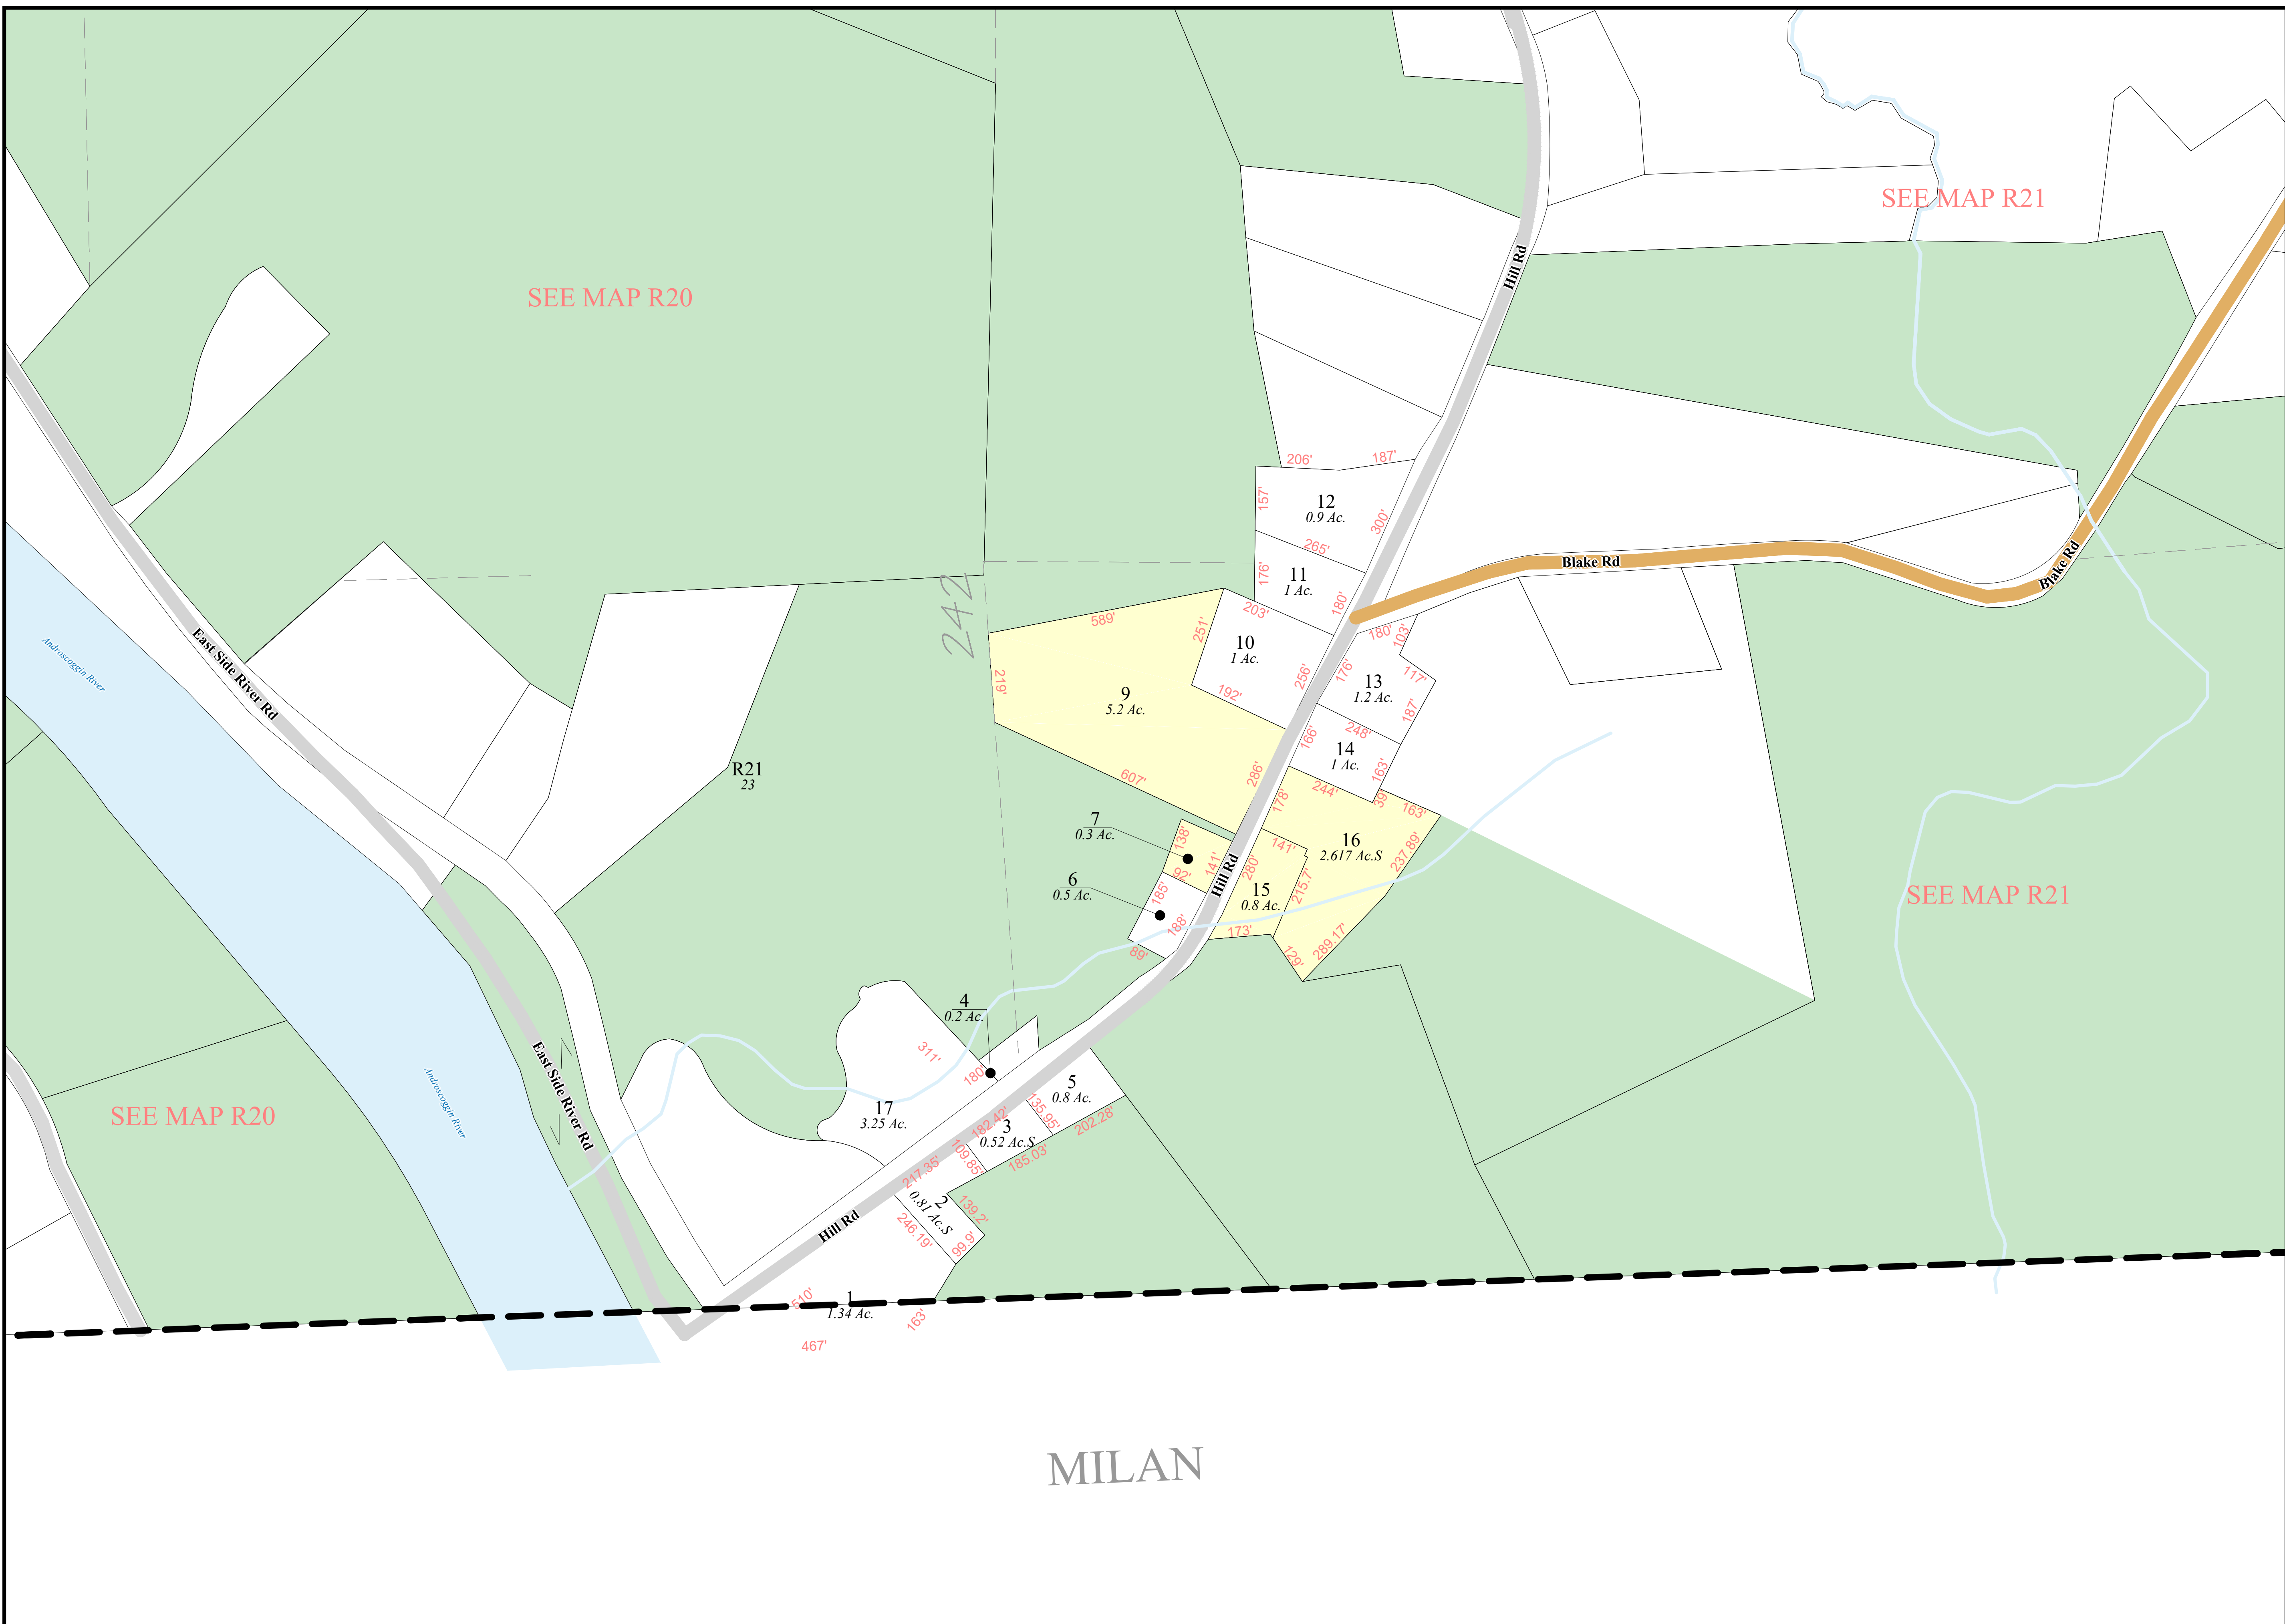 SEE MAP R21
SEE MAP R20
Hill Rd
206'
187'
157'
12
0.9 Ac.
300'
265'
176'
11
1 Ac.
180'
Blake Rd
Blake Rd
242
589'
203'
251'
10
1 Ac.
180'
103'
256'
176'
13
1.2 Ac.
117'
187'
219'
9
5.2 Ac.
192'
166'
248'
14
1 Ac.
163'
Androscoggin River
East Side River Rd
R21
23
607'
286'
178'
244'
39'
163'
7
0.3 Ac.
138'
141'
92'
Hill Rd
141'
280'
16
2.617 Ac.S
237.89'
6
0.5 Ac.
185'
188'
89'
15
0.8 Ac.
215.7'
173'
129'
289.17'
SEE MAP R21
4
0.2 Ac.
311'
180'
17
3.25 Ac.
5
0.8 Ac.
135.95'
202.28'
182.42'
3
0.52 Ac.S
109.85'
185.03'
217.35'
2
0.81 Ac.S
139.2'
246.19'
99.9'
Hill Rd
SEE MAP R20
Androscoggin River
East Side River Rd
510'
1
1.34 Ac.
163'
467'
MILAN